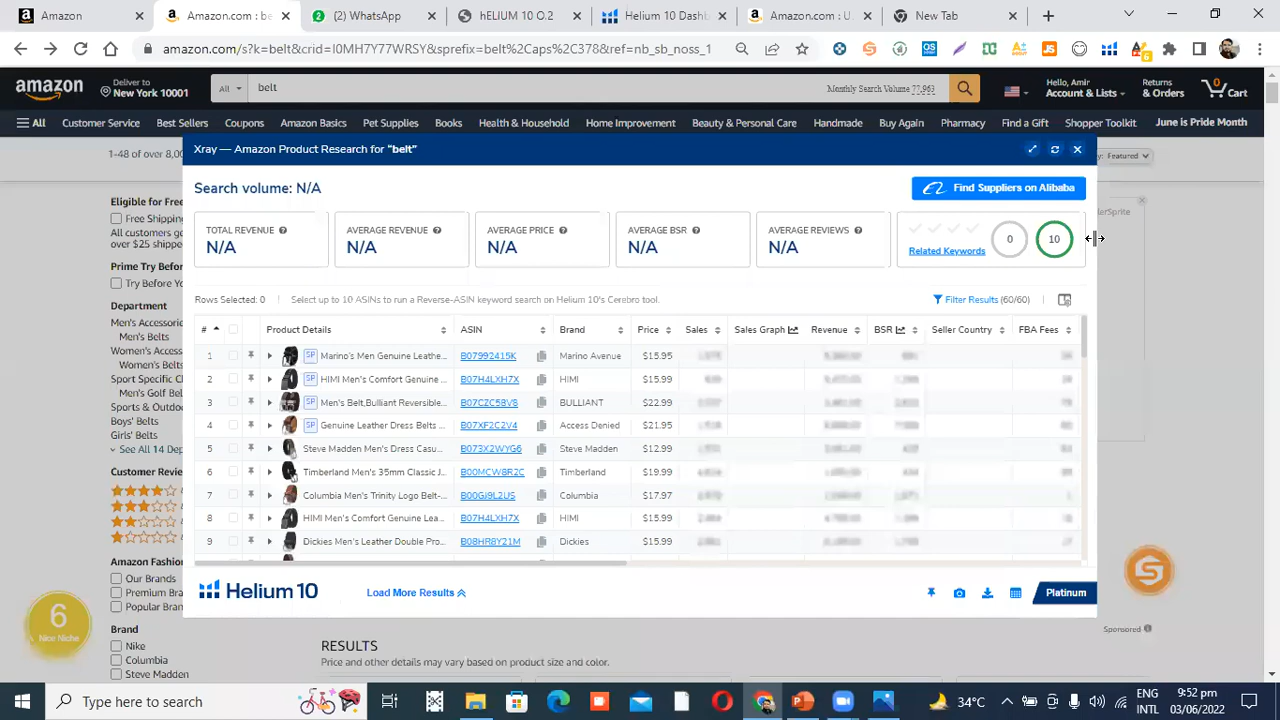 Amazon
Amazon.com : be
(2) WhatsApp
hELIUM 10 O.2
Helium 10 Dash
Amazon.com : U
New Tab
amazon.com/s?k=belt&crid=I0MH7Y77WRSY&sprefix=belt%2Caps%2C378&ref=nb_sb_noss_1
amazon
Deliver to
New York 10001
All
belt
Monthly Search Volume 77,963
Hello, Amir
Account & Lists
Returns
& Orders
0
Cart
All
Customer Service
Best Sellers
Coupons
Amazon Basics
Pet Supplies
Books
Health & Household
Home Improvement
Beauty & Personal Care
Handmade
Buy Again
Pharmacy
Find a Gift
Shopper Toolkit
June is Pride Month
1-48 of over 8,00
y: Featured
Xray — Amazon Product Research for "belt"
Search volume: N/A
Find Suppliers on Alibaba
TOTAL REVENUE
N/A
AVERAGE REVENUE
N/A
AVERAGE PRICE
N/A
AVERAGE BSR
N/A
AVERAGE REVIEWS
N/A
Related Keywords
0
10
Rows Selected: 0
Select up to 10 ASINs to run a Reverse-ASIN keyword search on Helium 10's Cerebro tool.
Filter Results (60/60)
# Product Details ASIN Brand Price Sales Sales Graph Revenue BSR Seller Country FBA Fees
1 SP Marino's Men Genuine Leathe... B07992415K Marino Avenue $15.95
2 SP HIMI Men's Comfort Genuine ... B07H4LXH7X HIMI $15.99
3 SP Men's Belt,Bulliant Reversible... B07CZC58V8 BULLIANT $22.99
4 SP Genuine Leather Dress Belts ... B07XF2C2V4 Access Denied $21.95
5 Steve Madden Men's Dress Casu... B073X2WYG6 Steve Madden $12.99
6 Timberland Men's 35mm Classic J... B00MCW8R2C Timberland $19.99
7 Columbia Men's Trinity Logo Belt-... B00GI9L2US Columbia $17.97
8 HIMI Men's Comfort Genuine Lea... B07H4LXH7X HIMI $15.99
9 Dickies Men's Leather Double Pro... B08HR8Y21M Dickies $15.99
Helium 10
Load More Results
Platinum
Eligible for Free
Free Shipping
All customers ge
over $25 shipper
Prime Try Before
Try Before Y
Department
Men's Accessorie
Men's Belts
Women's Access
Sport Specific Cl
Men's Golf Bel
Sports & Outdo
Boys' Belts
Girls' Belts
See All 14 Dep
Customer Review
Amazon Fashion
Our Brands
Premium Bran
Popular Bran
Brand
Nike
Columbia
Steve Madden
6
Nice Niche
llerSprite
Sponsored
RESULTS
Price and other details may vary based on product size and color.
Type here to search
34°C
ENG
INTL
9:52 pm
03/06/2022